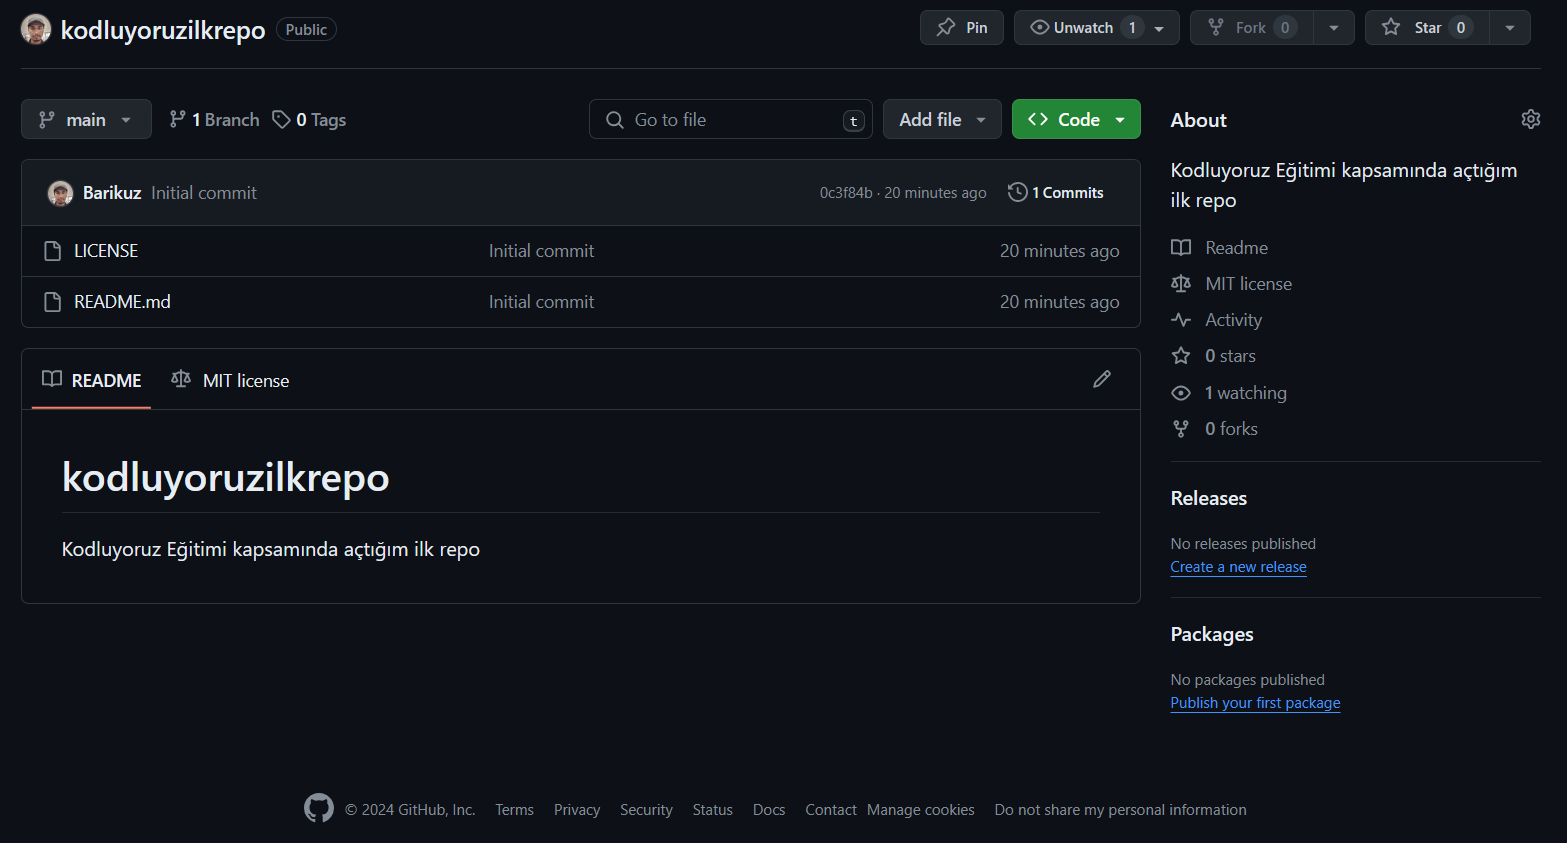 kodluyoruzilkrepo Public
Pin
Unwatch 1
Fork 0
Star 0
main
1 Branch
0 Tags
Go to file t
Add file
Code
Barikuz Initial commit 0c3f84b · 20 minutes ago 1 Commits
LICENSE Initial commit 20 minutes ago
README.md Initial commit 20 minutes ago
README MIT license
kodluyoruzilkrepo
Kodluyoruz Eğitimi kapsamında açtığım ilk repo
About
Kodluyoruz Eğitimi kapsamında açtığım
ilk repo
Readme
MIT license
Activity
0 stars
1 watching
0 forks
Releases
No releases published
Create a new release
Packages
No packages published
Publish your first package
© 2024 GitHub, Inc. Terms Privacy Security Status Docs Contact Manage cookies Do not share my personal information